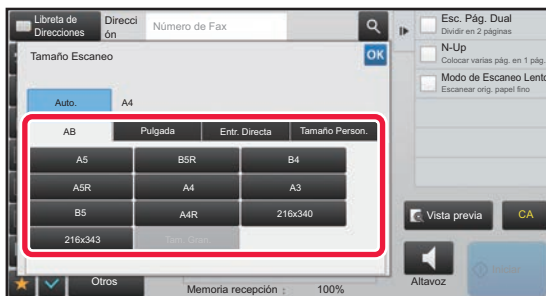 Libreta de Direcciones
Dirección
Número de Fax
Tamaño Escaneo
OK
Auto.
A4
AB
Pulgada
Entr. Directa
Tamaño Person.
A5
B5R
B4
A5R
A4
A3
B5
A4R
216x340
216x343
Tam. Gran.
Otros
Memoria recepción :
100%
Esc. Pág. Dual
Dividir en 2 páginas
N-Up
Colocar varias pág. en 1 pág.
Modo de Escaneo Lento
Escanear orig. papel fino
Vista previa
CA
Altavoz